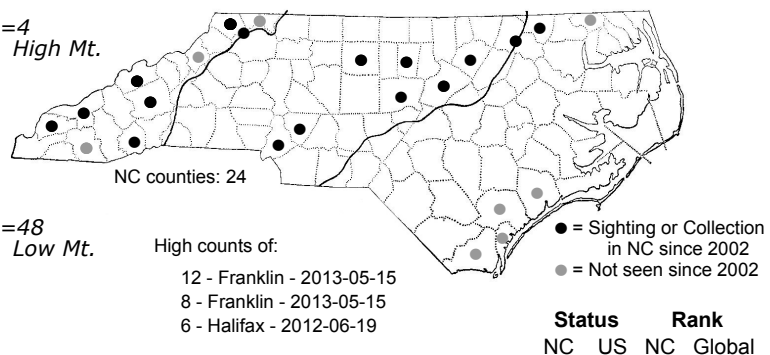 =4
High Mt.
NC counties: 24
=48
Low Mt.
High counts of:
12 - Franklin - 2013-05-15
8 - Franklin - 2013-05-15
6 - Halifax - 2012-06-19
● = Sighting or Collection
in NC since 2002
● = Not seen since 2002
Status Rank
NC US NC Global